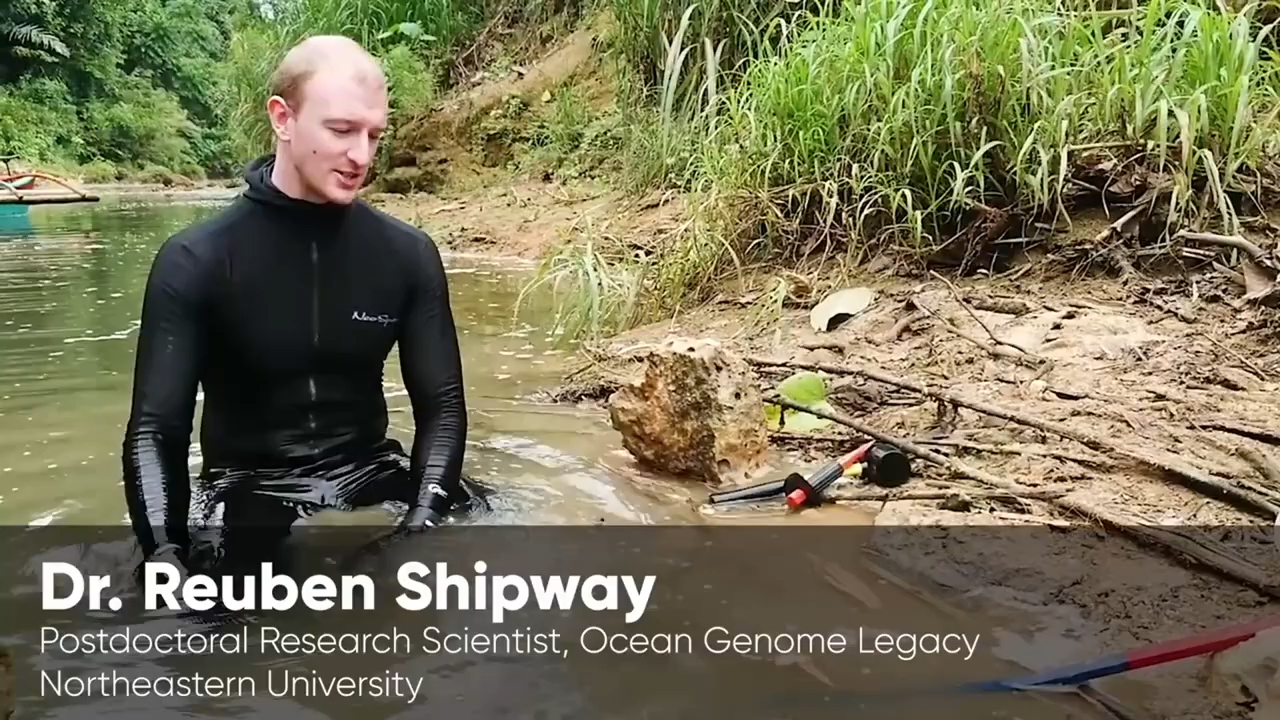 Dr. Reuben Shipway
Postdoctoral Research Scientist, Ocean Genome Legacy
Northeastern University